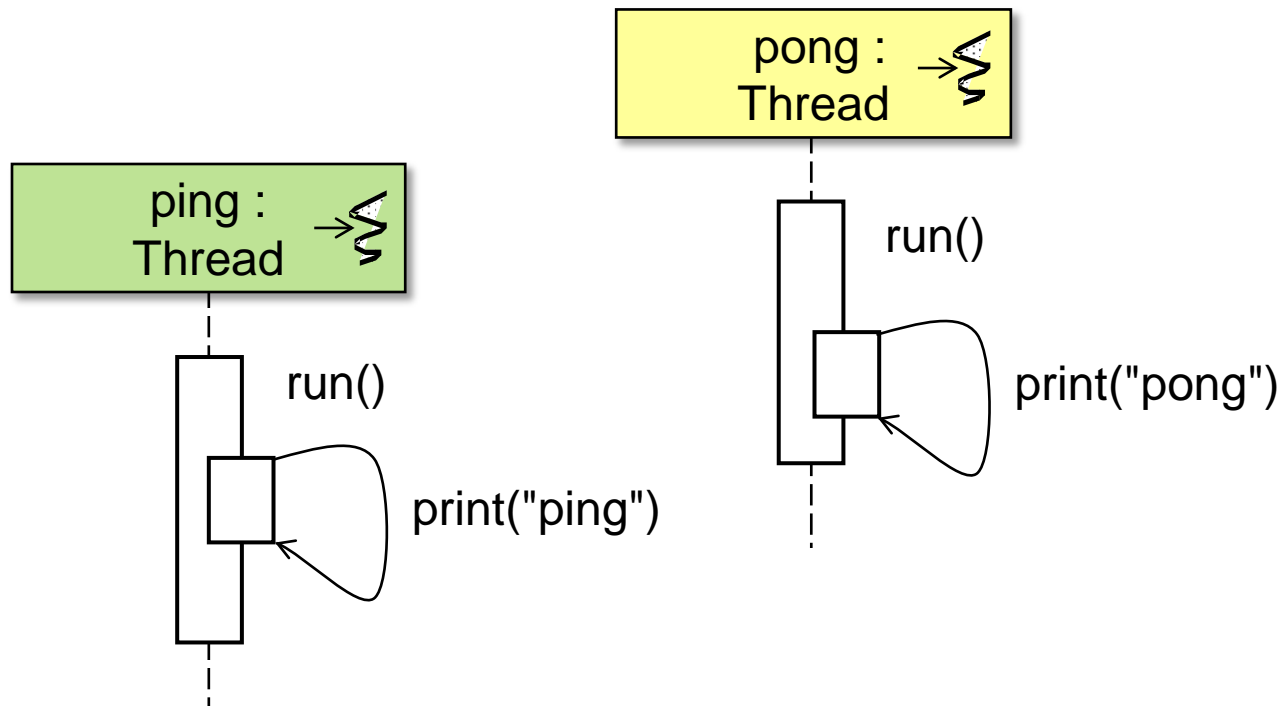 pong :
Thread
run()
print("pong")
ping :
Thread
run()
print("ping")